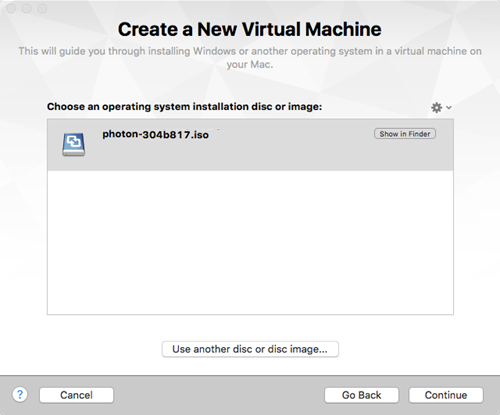 Create a New Virtual Machine
This will guide you through installing Windows or another operating system in a virtual machine on
your Mac.
Choose an operating system installation disc or image:
photon-304b817.iso
Show in Finder
Use another disc or disc image...
?
Cancel
Go Back
Continue